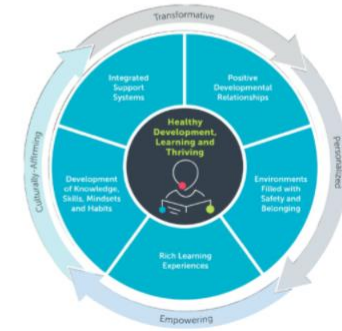 Transformative
Integrated
Support
Systems
Positive
Developmental
Relationships
Healthy
Development,
Learning and
Thriving
Culturally-Affirming
Personalized
Development
of Knowledge,
Skills, Mindsets
and Habits
Environments
Filled with
Safety and
Belonging
Rich Learning
Experiences
Empowering